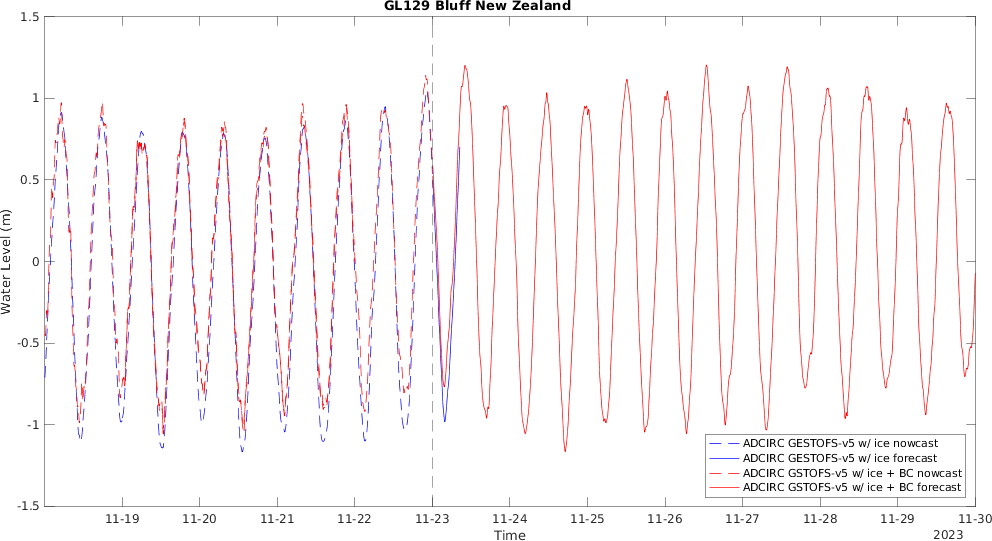 GL129 Bluff New Zealand
1.5
1
0.5
0
-0.5
-1
-1.5
Water Level (m)
11-19
11-20
11-21
11-22
11-23
11-24
11-25
11-26
11-27
11-28
11-29
11-30
Time
2023
ADCIRC GESTOFS-v5 w/ ice nowcast
ADCIRC GESTOFS-v5 w/ ice forecast
ADCIRC GSTOFS-v5 w/ ice + BC nowcast
ADCIRC GSTOFS-v5 w/ ice + BC forecast